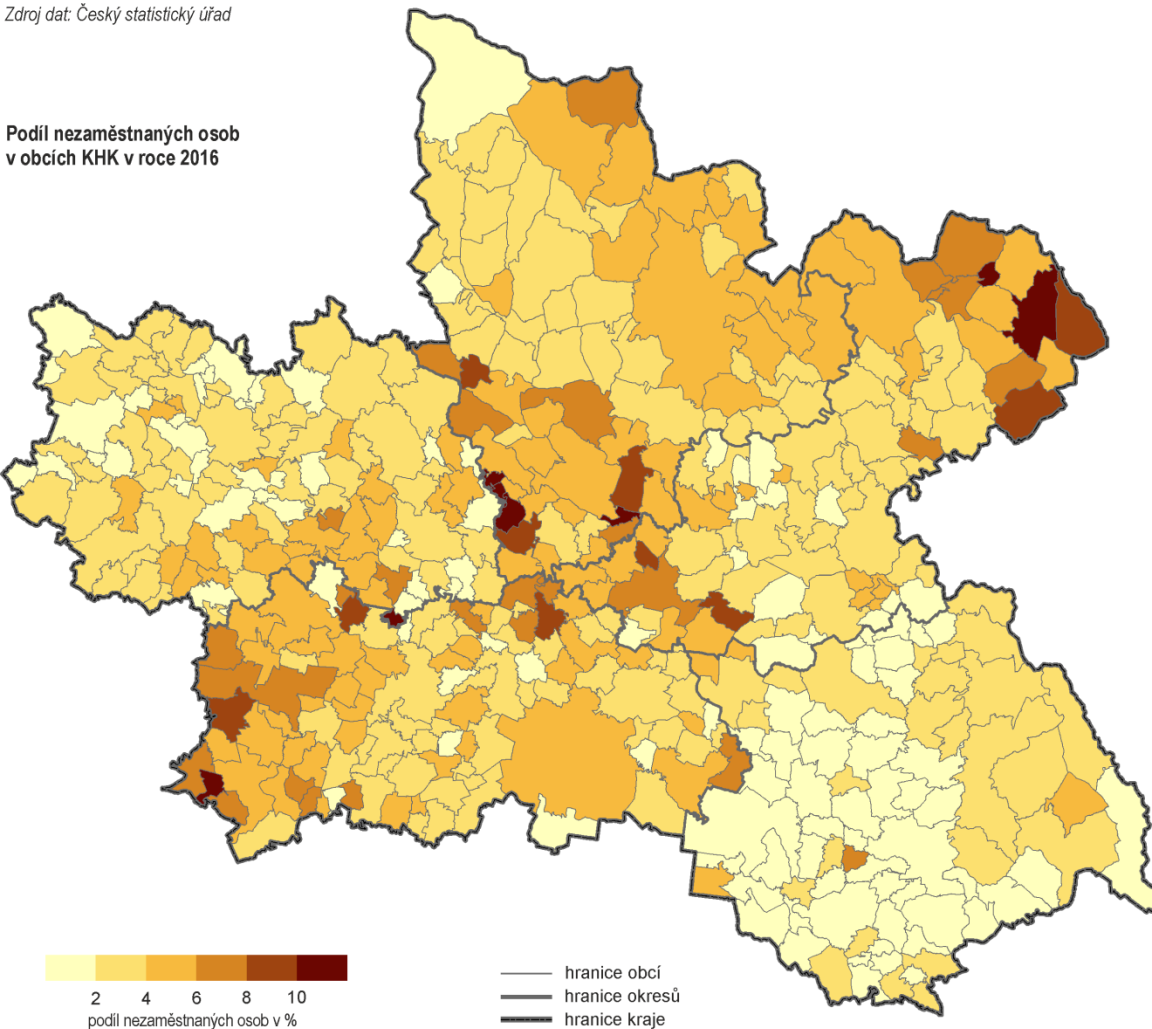 Zdroj dat: Český statistický úřad
Podíl nezaměstnaných osob
v obcích KHK v roce 2016
2 4 6 8 10
podíl nezaměstnaných osob v %
hranice obcí
hranice okresů
hranice kraje